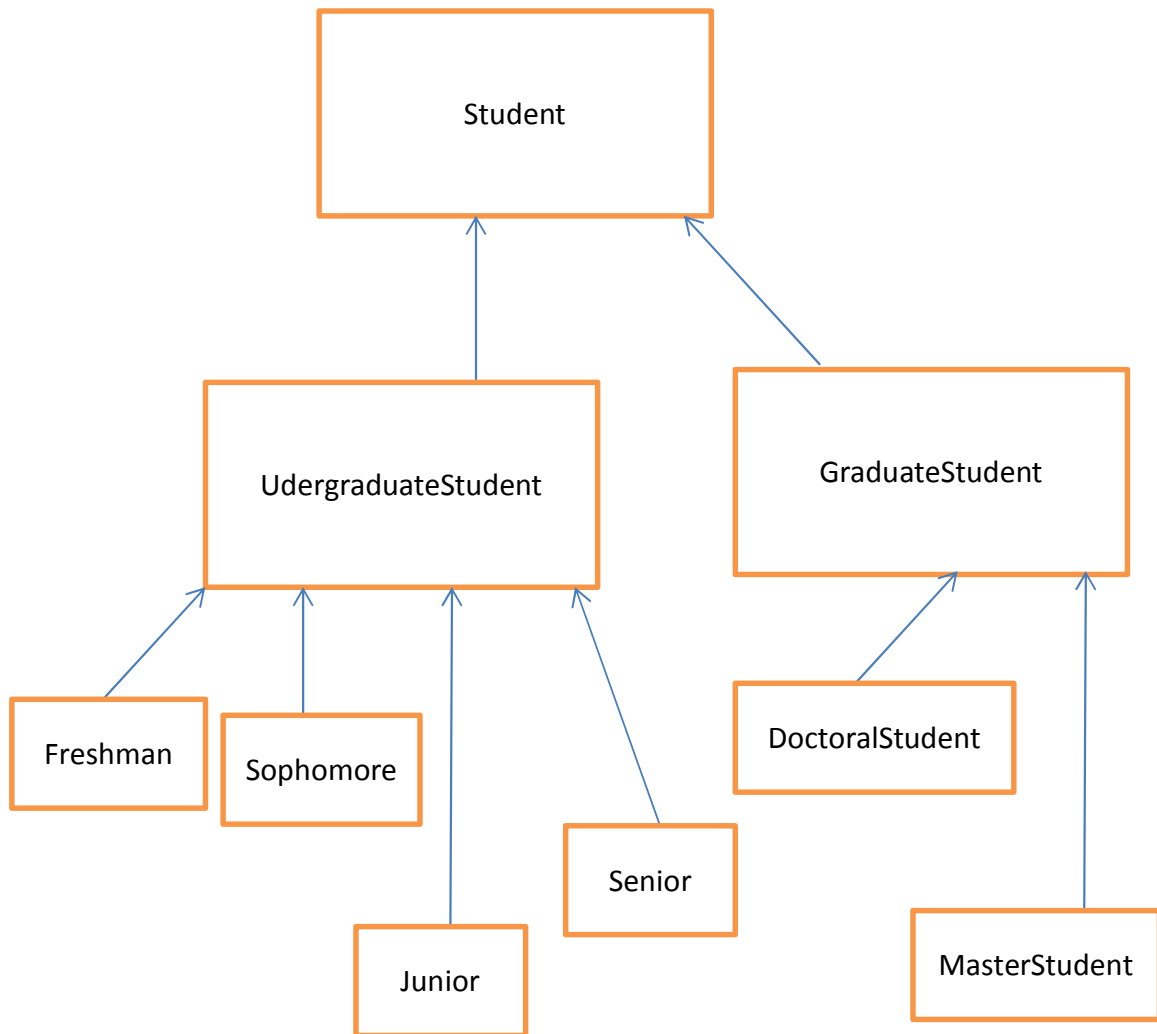 Student
UdergraduateStudent
GraduateStudent
Freshman
Sophomore
DoctoralStudent
Senior
Junior
MasterStudent